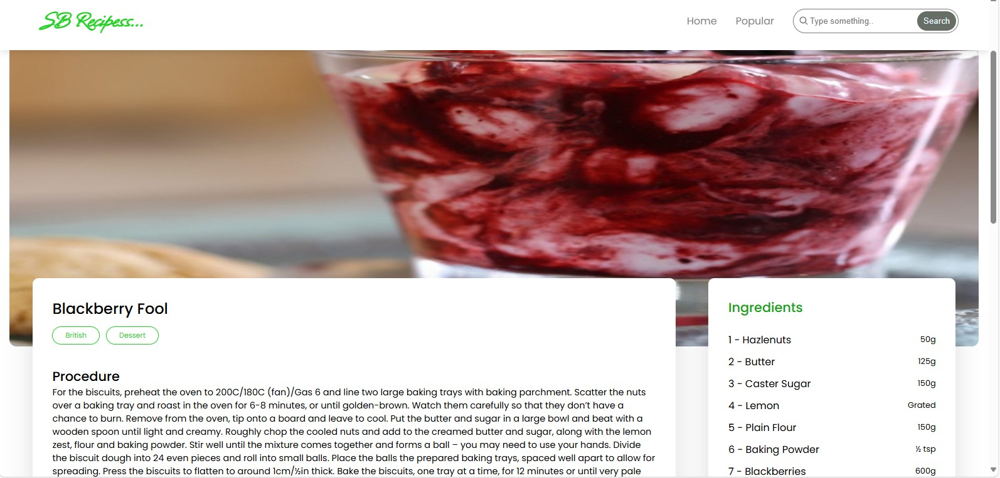 SB Recipess...
Home
Popular
Type something..
Search
Blackberry Fool
British
Dessert
Procedure
For the biscuits, preheat the oven to 200C/180C (fan)/Gas 6 and line two large baking trays with baking parchment. Scatter the nuts
over a baking tray and roast in the oven for 6-8 minutes, or until golden-brown. Watch them carefully so that they don’t have a
chance to burn. Remove from the oven, tip onto a board and leave to cool. Put the butter and sugar in a large bowl and beat with a
wooden spoon until light and creamy. Roughly chop the cooled nuts and add to the creamed butter and sugar, along with the lemon
zest, flour and baking powder. Stir well until the mixture comes together and forms a ball – you may need to use your hands. Divide
the biscuit dough into 24 even pieces and roll into small balls. Place the balls the prepared baking trays, spaced well apart to allow for
spreading. Press the biscuits to flatten to around 1cm/½in thick. Bake the biscuits, one tray at a time, for 12 minutes or until very pale
Ingredients
1 - Hazlenuts 50g
2 - Butter 125g
3 - Caster Sugar 150g
4 - Lemon Grated
5 - Plain Flour 150g
6 - Baking Powder ½ tsp
7 - Blackberries 600g